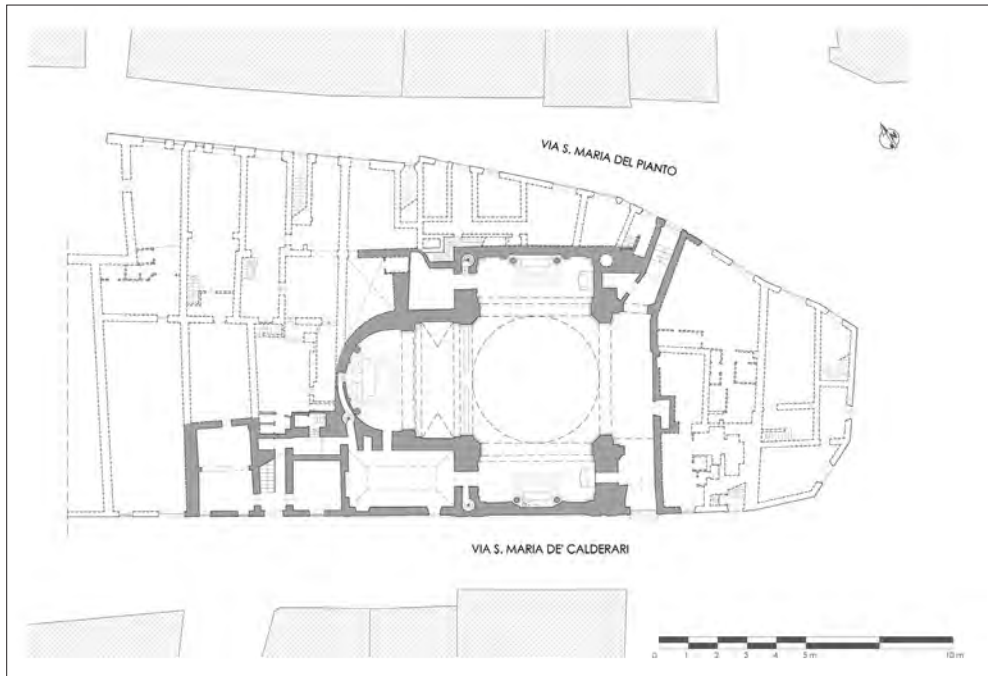 VIA S. MARIA DEL PIANTO
VIA S. MARIA DE' CALDERARI
0 1 2 3 4 5 m 10 m